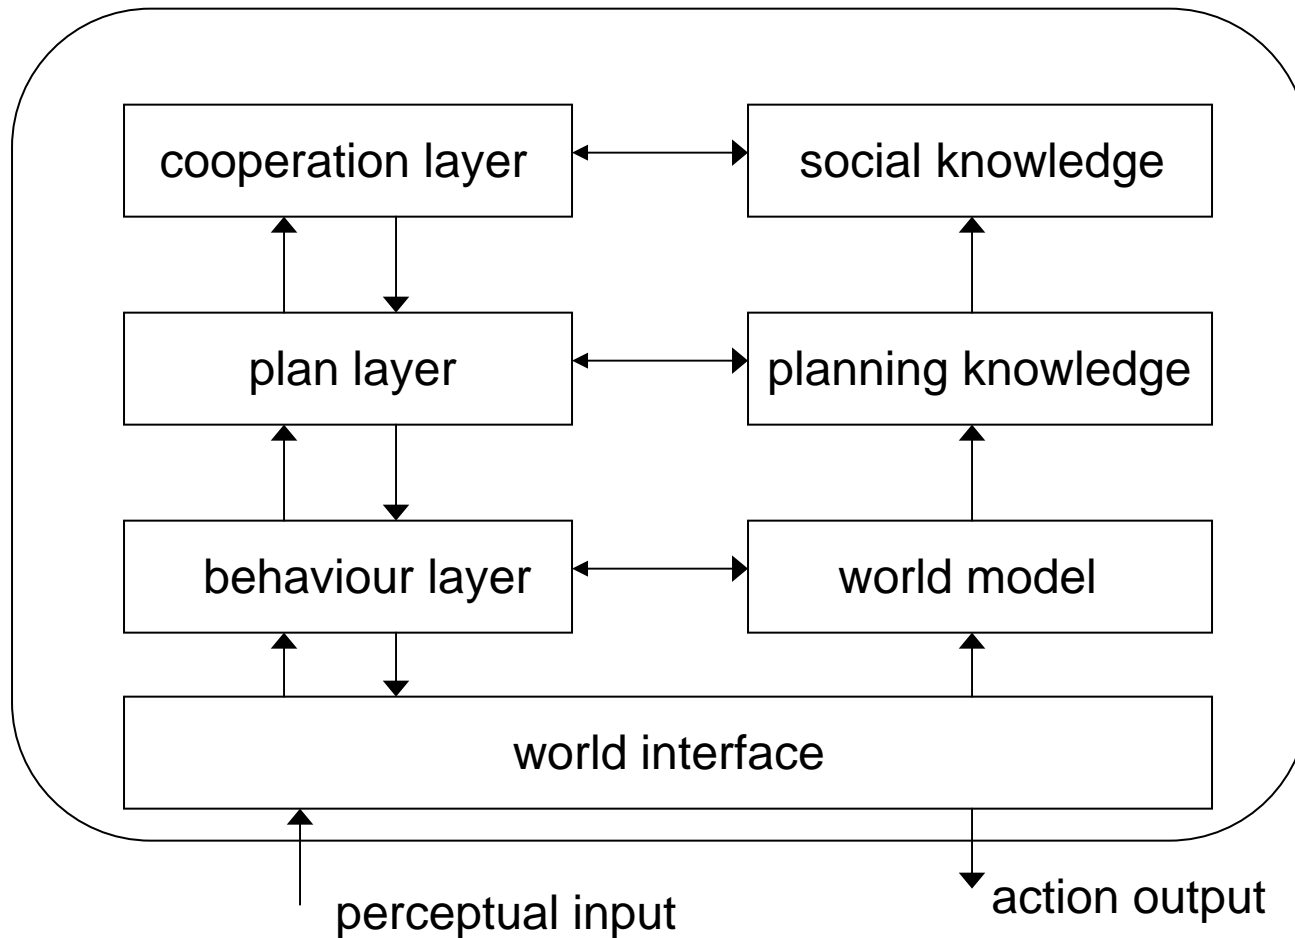 cooperation layer
social knowledge
plan layer
planning knowledge
behaviour layer
world model
world interface
perceptual input
action output